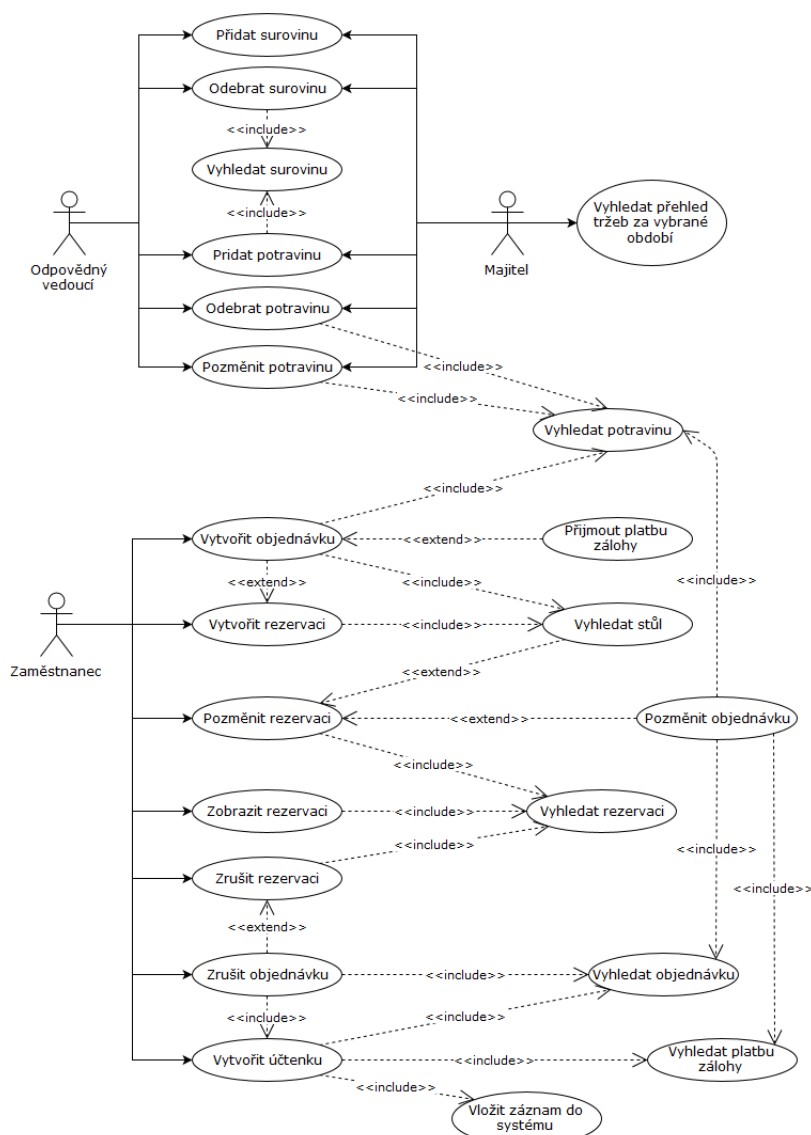 Přidat surovinu
Odebrat surovinu
<<include>>
Vyhledat surovinu
<<include>>
Pridat potravinu
Odpovědný
vedoucí
Majitel
Vyhledat přehled
tržeb za vybrané
období
Odebrat potravinu
Pozměnit potravinu
<<include>>
<<include>>
Vyhledat potravinu
<<include>>
Vytvořit objednávku
<<extend>>
Přijmout platbu
zálohy
<<extend>>
<<include>>
<<include>>
Vytvořit rezervaci
<<include>>
Vyhledat stůl
Zaměstnanec
<<extend>>
Pozměnit rezervaci
<<extend>>
Pozměnit objednávku
<<include>>
Zobrazit rezervaci
<<include>>
Vyhledat rezervaci
<<include>>
<<include>>
Zrušit rezervaci
<<include>>
<<extend>>
Zrušit objednávku
<<include>>
Vyhledat objednávku
<<include>>
<<include>>
Vytvořit účtenku
<<include>>
Vyhledat platbu
zálohy
<<include>>
Vložit záznam do
systému